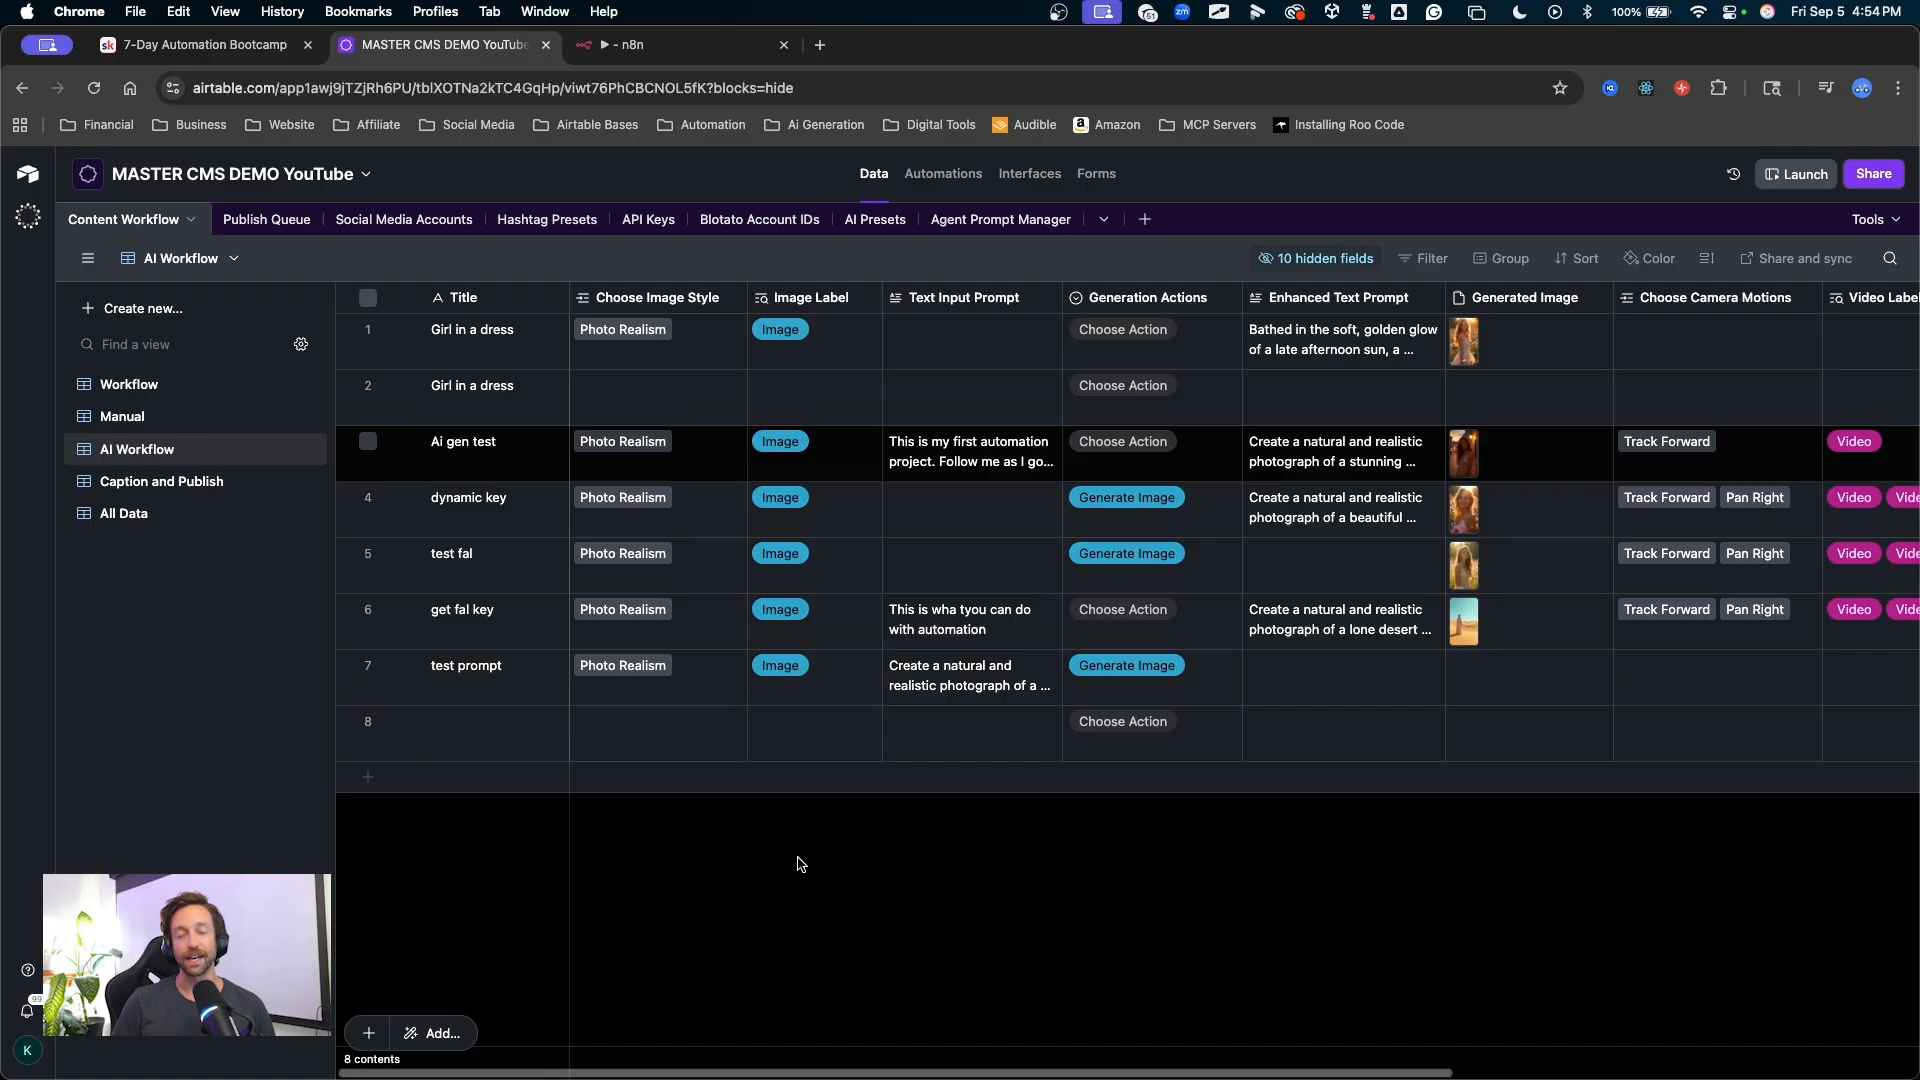 Chrome File Edit View History Bookmarks Profiles Tab Window Help
51 zm 100% Fri Sep 5 4:54 PM
sk 7-Day Automation Bootcamp MASTER CMS DEMO YouTube - n8n
airtable.com/app1awj9jTZjRh6PU/tblXOTNa2kTC4GqHp/viwt76PhCBCNOL5fK?blocks=hide
Financial Business Website Affiliate Social Media Airtable Bases Automation Ai Generation Digital Tools Audible Amazon MCP Servers Installing Roo Code
MASTER CMS DEMO YouTube Data Automations Interfaces Forms Launch Share
Content Workflow Publish Queue Social Media Accounts Hashtag Presets API Keys Blotato Account IDs AI Presets Agent Prompt Manager Tools
AI Workflow 10 hidden fields Filter Group Sort Color Share and sync
Create new...
Find a view
Workflow
Manual
AI Workflow
Caption and Publish
All Data
Title Choose Image Style Image Label Text Input Prompt Generation Actions Enhanced Text Prompt Generated Image Choose Camera Motions Video Label
1 Girl in a dress Photo Realism Image Choose Action Bathed in the soft, golden glow
of a late afternoon sun, a ...
2 Girl in a dress Choose Action
Ai gen test Photo Realism Image This is my first automation Choose Action Create a natural and realistic Track Forward Video
project. Follow me as I go... photograph of a stunning ...
4 dynamic key Photo Realism Image Generate Image Create a natural and realistic Track Forward Pan Right Video Vide
photograph of a beautiful ...
5 test fal Photo Realism Image Generate Image Track Forward Pan Right Video Vide
6 get fal key Photo Realism Image This is wha tyou can do Choose Action Create a natural and realistic Track Forward Pan Right Video Vide
with automation photograph of a lone desert ...
7 test prompt Photo Realism Image Create a natural and Generate Image
realistic photograph of a ...
8 Choose Action
99
K
Add...
8 contents